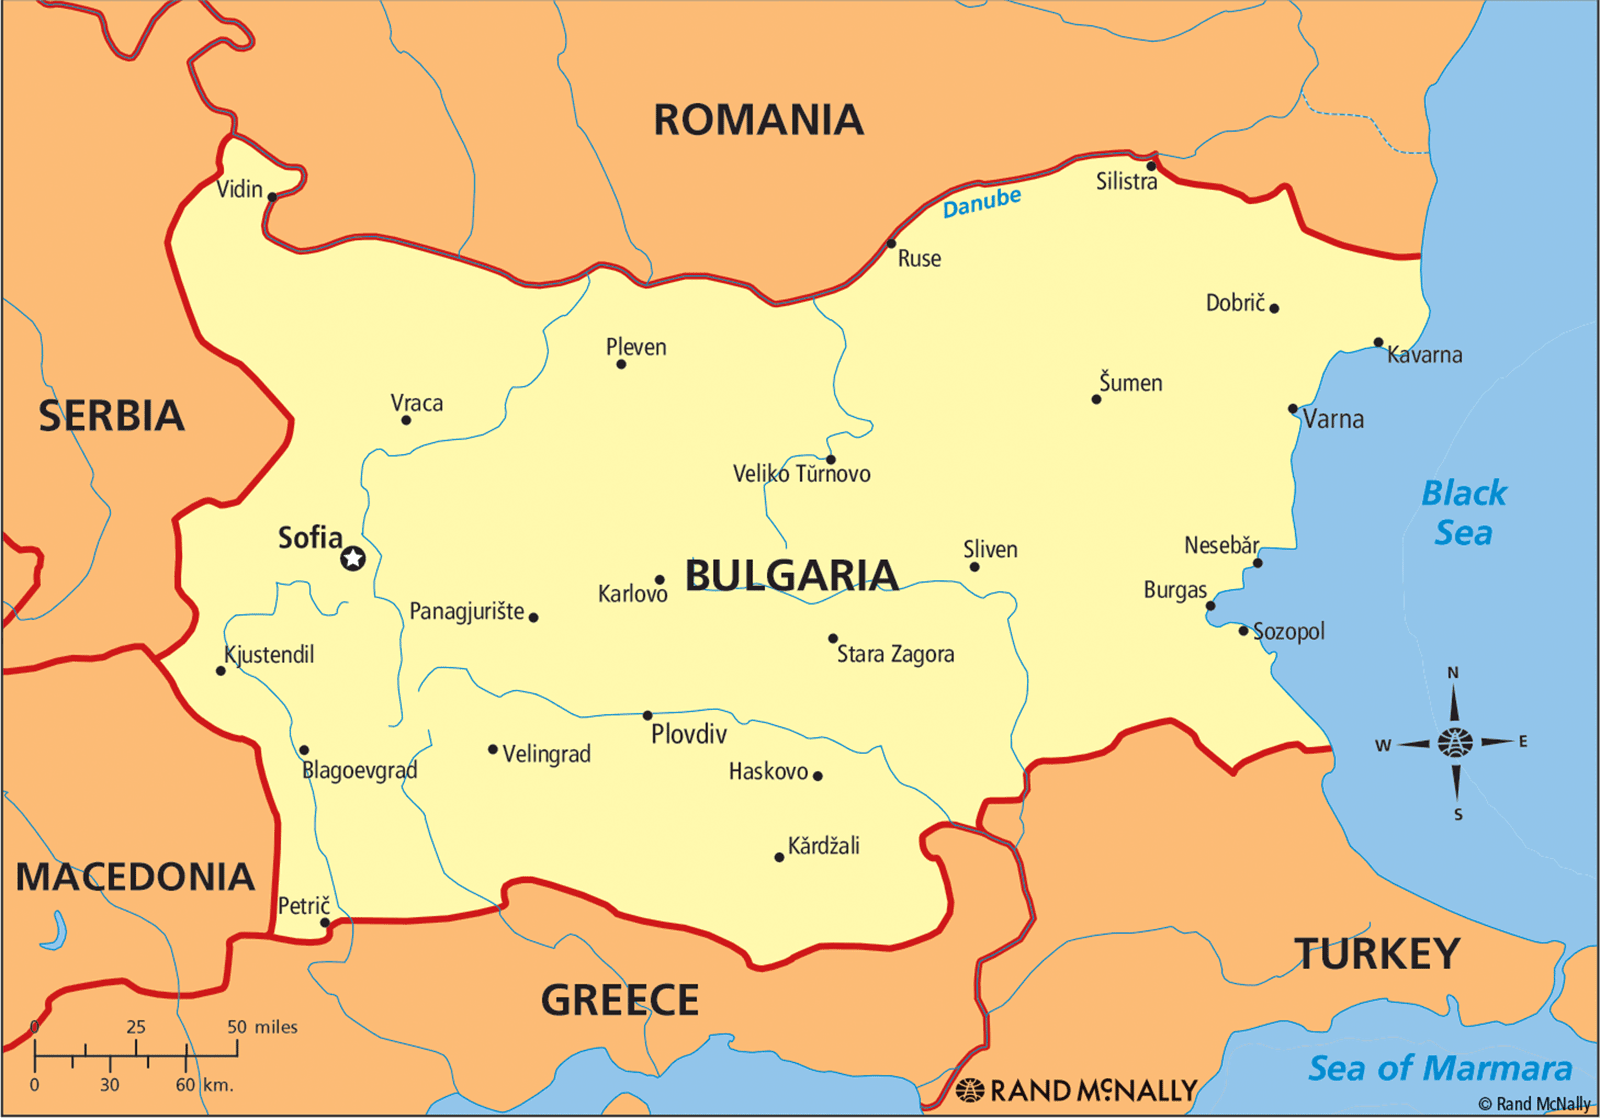 ROMANIA
Vidin
Silistra
Danube
Ruse
Dobrič
Pleven
Kavarna
Šumen
Vraca
SERBIA
Varna
Veliko Tŭrnovo
Black
Sea
Sofia
Nesebăr
Sliven
BULGARIA
Karlovo
Burgas
Panagjurište
Sozopol
Kjustendil
Stara Zagora
N
W
E
S
Plovdiv
Velingrad
Blagoevgrad
Haskovo
Kărdžali
MACEDONIA
Petrič
TURKEY
GREECE
0 25 50 miles
0 30 60 km.
Sea of Marmara
RAND McNALLY
© Rand McNally